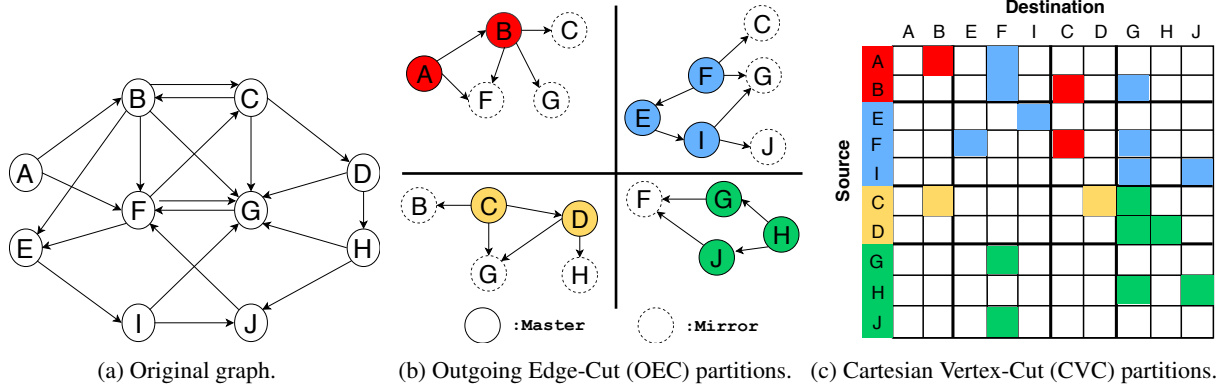 B C
A D
F G
E H
I J
(a) Original graph.
B C
A
F G
C
F G
E I
J
B C D
G H
F G
H
J
:Master :Mirror
(b) Outgoing Edge-Cut (OEC) partitions.
Destination
A B E F I C D G H J
Source
A
B
E
F
I
C
D
G
H
J
(c) Cartesian Vertex-Cut (CVC) partitions.